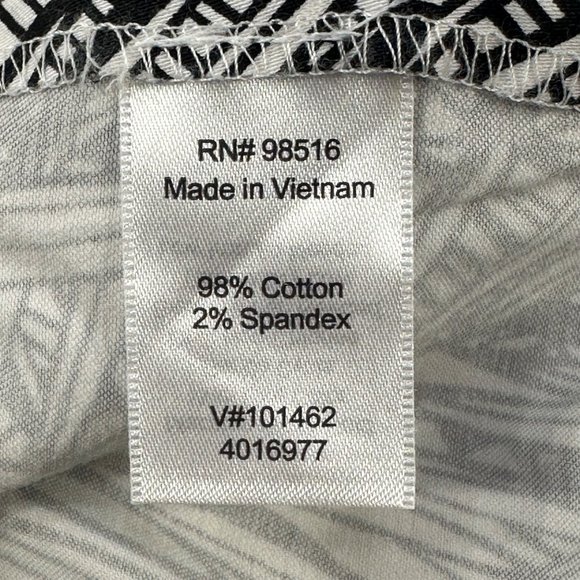 RN# 98516
Made in Vietnam
98% Cotton
2% Spandex
V#101462
4016977